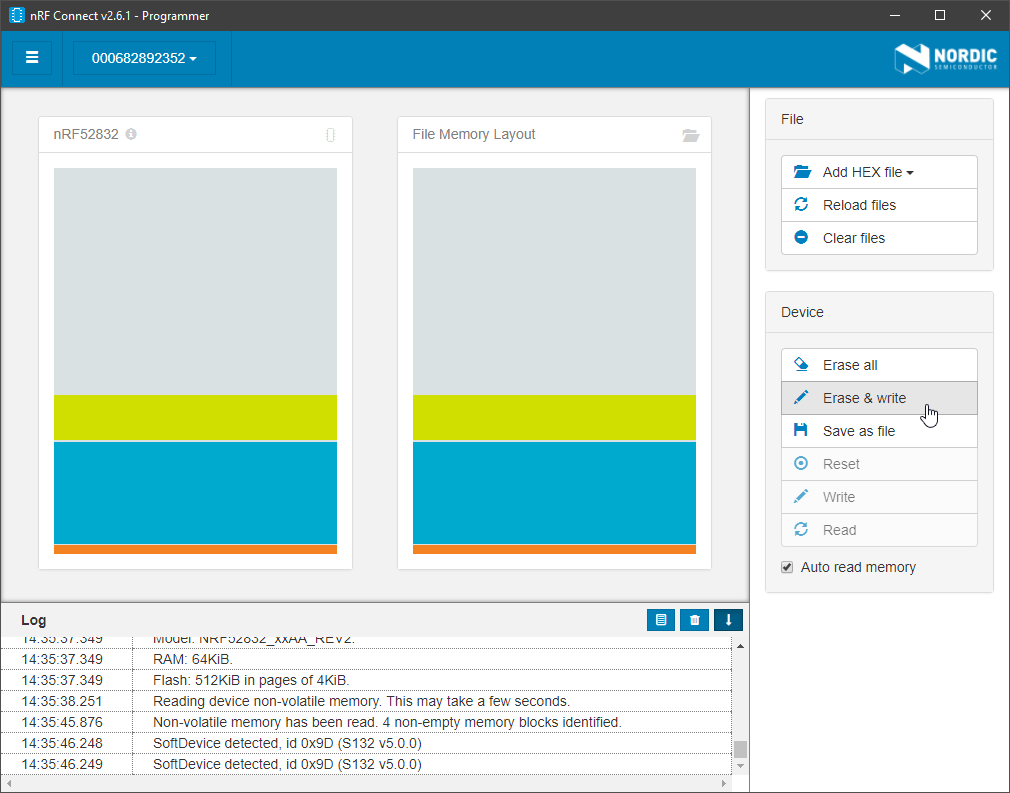 nRF Connect v2.6.1 - Programmer
000682892352
NORDIC
SEMICONDUCTOR
nRF52832
File Memory Layout
File
Add HEX file
Reload files
Clear files
Device
Erase all
Erase & write
Save as file
Reset
Write
Read
Auto read memory
Log
14:35:37.349 Model: NRF52832_xxAA_REV2.
14:35:37.349 RAM: 64KiB.
14:35:37.349 Flash: 512KiB in pages of 4KiB.
14:35:38.251 Reading device non-volatile memory. This may take a few seconds.
14:35:45.876 Non-volatile memory has been read. 4 non-empty memory blocks identified.
14:35:46.248 SoftDevice detected, id 0x9D (S132 v5.0.0)
14:35:46.249 SoftDevice detected, id 0x9D (S132 v5.0.0)